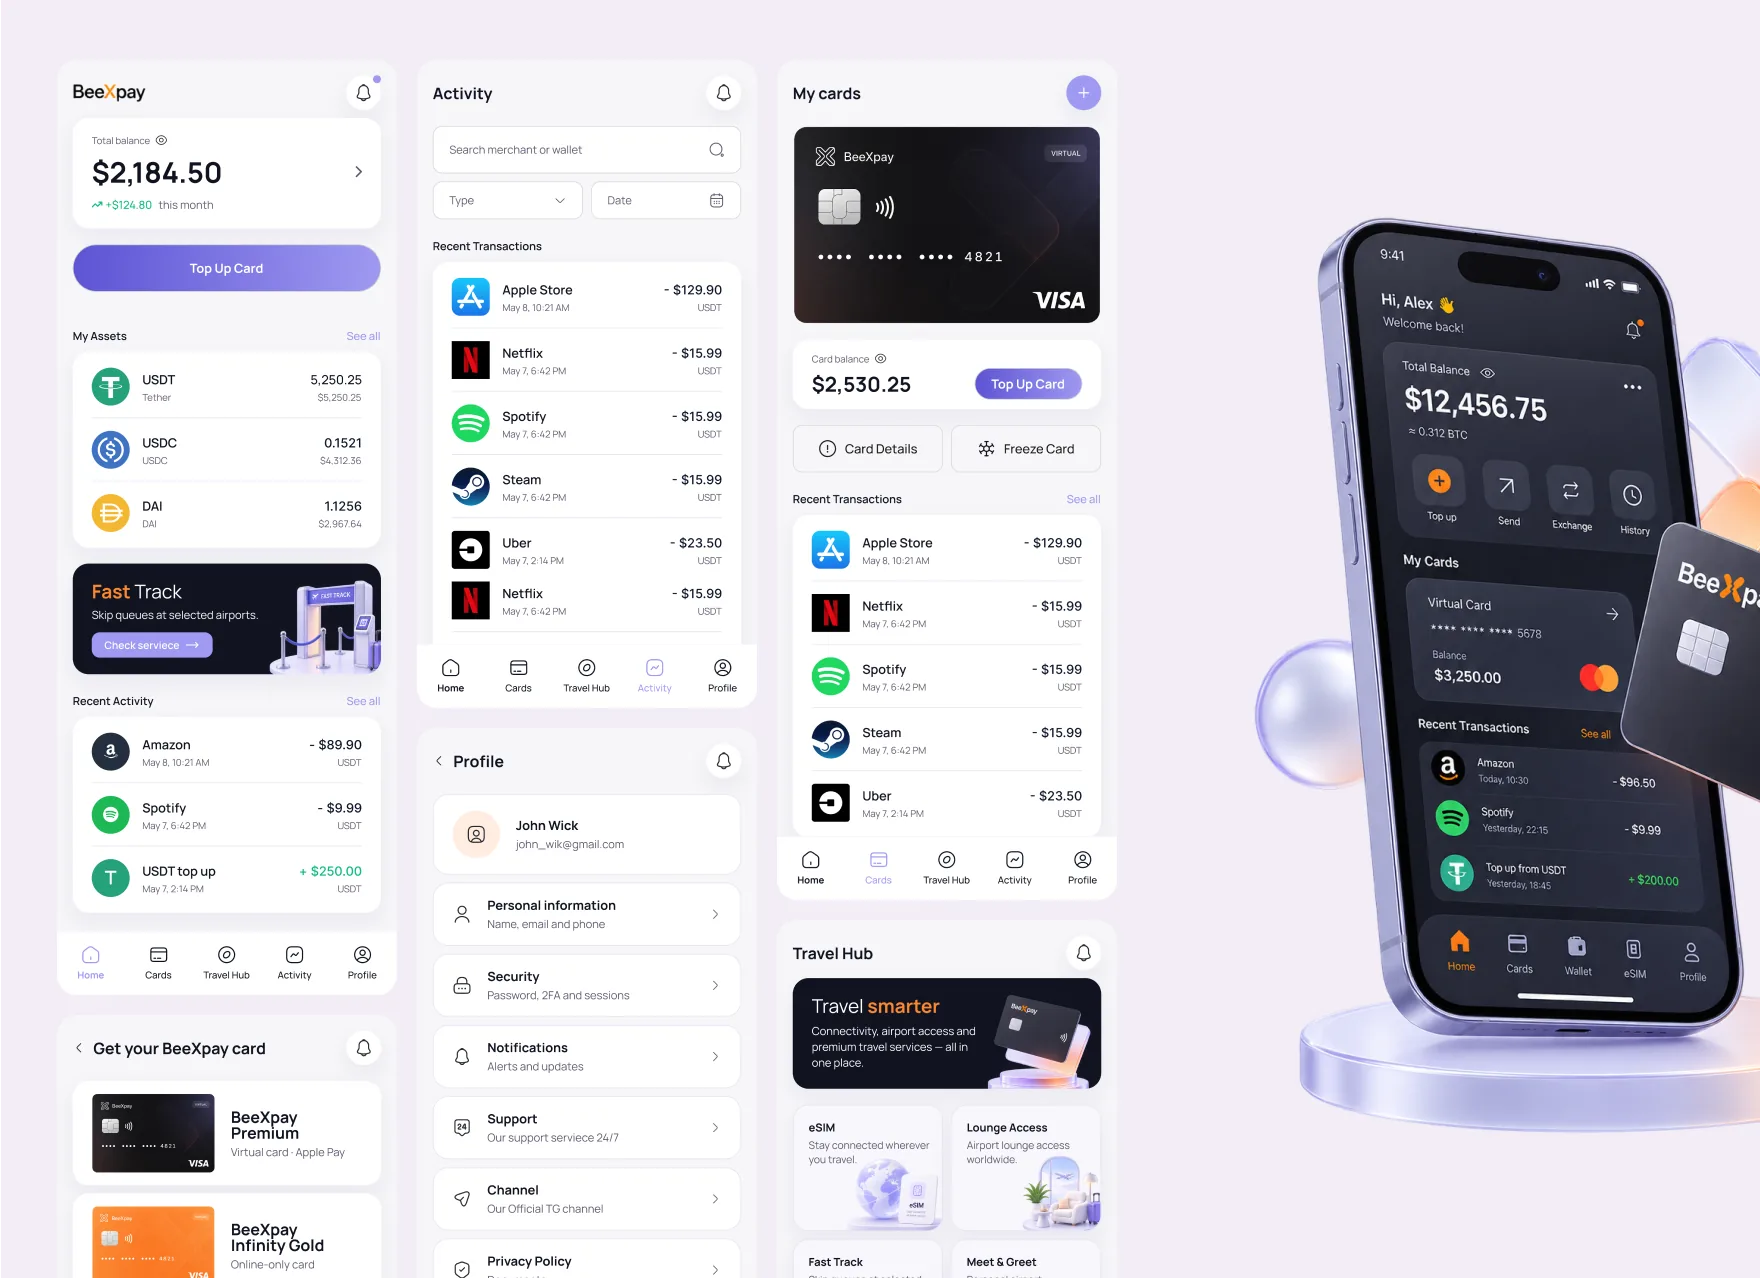 BeeXpay
Total balance
$2,184.50
+$124.80 this month
Top Up Card
My Assets
See all
USDT
Tether
5,250.25
$5,250.25
USDC
USDC
0.1521
$4,312.36
DAI
DAI
1.1256
$2,967.64
Fast Track
Skip queues at selected airports.
Check serviece
FAST TRACK
Recent Activity
See all
Amazon
May 8, 10:21 AM
- $89.90
USDT
Spotify
May 7, 6:42 PM
- $9.99
USDT
T
USDT top up
May 7, 2:14 PM
+ $250.00
USDT
Home
Cards
Travel Hub
Activity
Profile
Get your BeeXpay card
BeeXpay
VIRTUAL
4821
VISA
BeeXpay
Premium
Virtual card · Apple Pay
BeeXpay
VISA
BeeXpay
Infinity Gold
Online-only card
Activity
Search merchant or wallet
Type
Date
Recent Transactions
Apple Store
May 8, 10:21 AM
- $129.90
USDT
Netflix
May 7, 6:42 PM
- $15.99
USDT
Spotify
May 7, 6:42 PM
- $15.99
USDT
Steam
May 7, 6:42 PM
- $15.99
USDT
Uber
May 7, 2:14 PM
- $23.50
USDT
Netflix
May 7, 6:42 PM
- $15.99
USDT
Home
Cards
Travel Hub
Activity
Profile
Profile
John Wick
john_wik@gmail.com
Personal information
Name, email and phone
Security
Password, 2FA and sessions
Notifications
Alerts and updates
24
Support
Our support serviece 24/7
Channel
Our Official TG channel
Privacy Policy
My cards
BeeXpay
VIRTUAL
•••• •••• •••• 4821
VISA
Card balance
$2,530.25
Top Up Card
Card Details
Freeze Card
Recent Transactions
See all
Apple Store
May 8, 10:21 AM
- $129.90
USDT
Netflix
May 7, 6:42 PM
- $15.99
USDT
Spotify
May 7, 6:42 PM
- $15.99
USDT
Steam
May 7, 6:42 PM
- $15.99
USDT
Uber
May 7, 2:14 PM
- $23.50
USDT
Home
Cards
Travel Hub
Activity
Profile
Travel Hub
Travel smarter
Connectivity, airport access and
premium travel services — all in
one place.
BeeXpay
eSIM
Stay connected wherever
you travel.
eSIM
Lounge Access
Airport lounge access
worldwide.
Fast Track
Meet & Greet
9:41
Hi, Alex 👋
Welcome back!
Total Balance
$12,456.75
≈ 0.312 BTC
Top up
Send
Exchange
History
My Cards
Virtual Card
**** **** **** 5678
Balance
$3,250.00
BeeXpa
Recent Transactions
See all
Amazon
Today, 10:30
- $96.50
Spotify
Yesterday, 22:15
- $9.99
Top up from USDT
Yesterday, 18:45
+ $200.00
Home
Cards
Wallet
eSIM
Profile